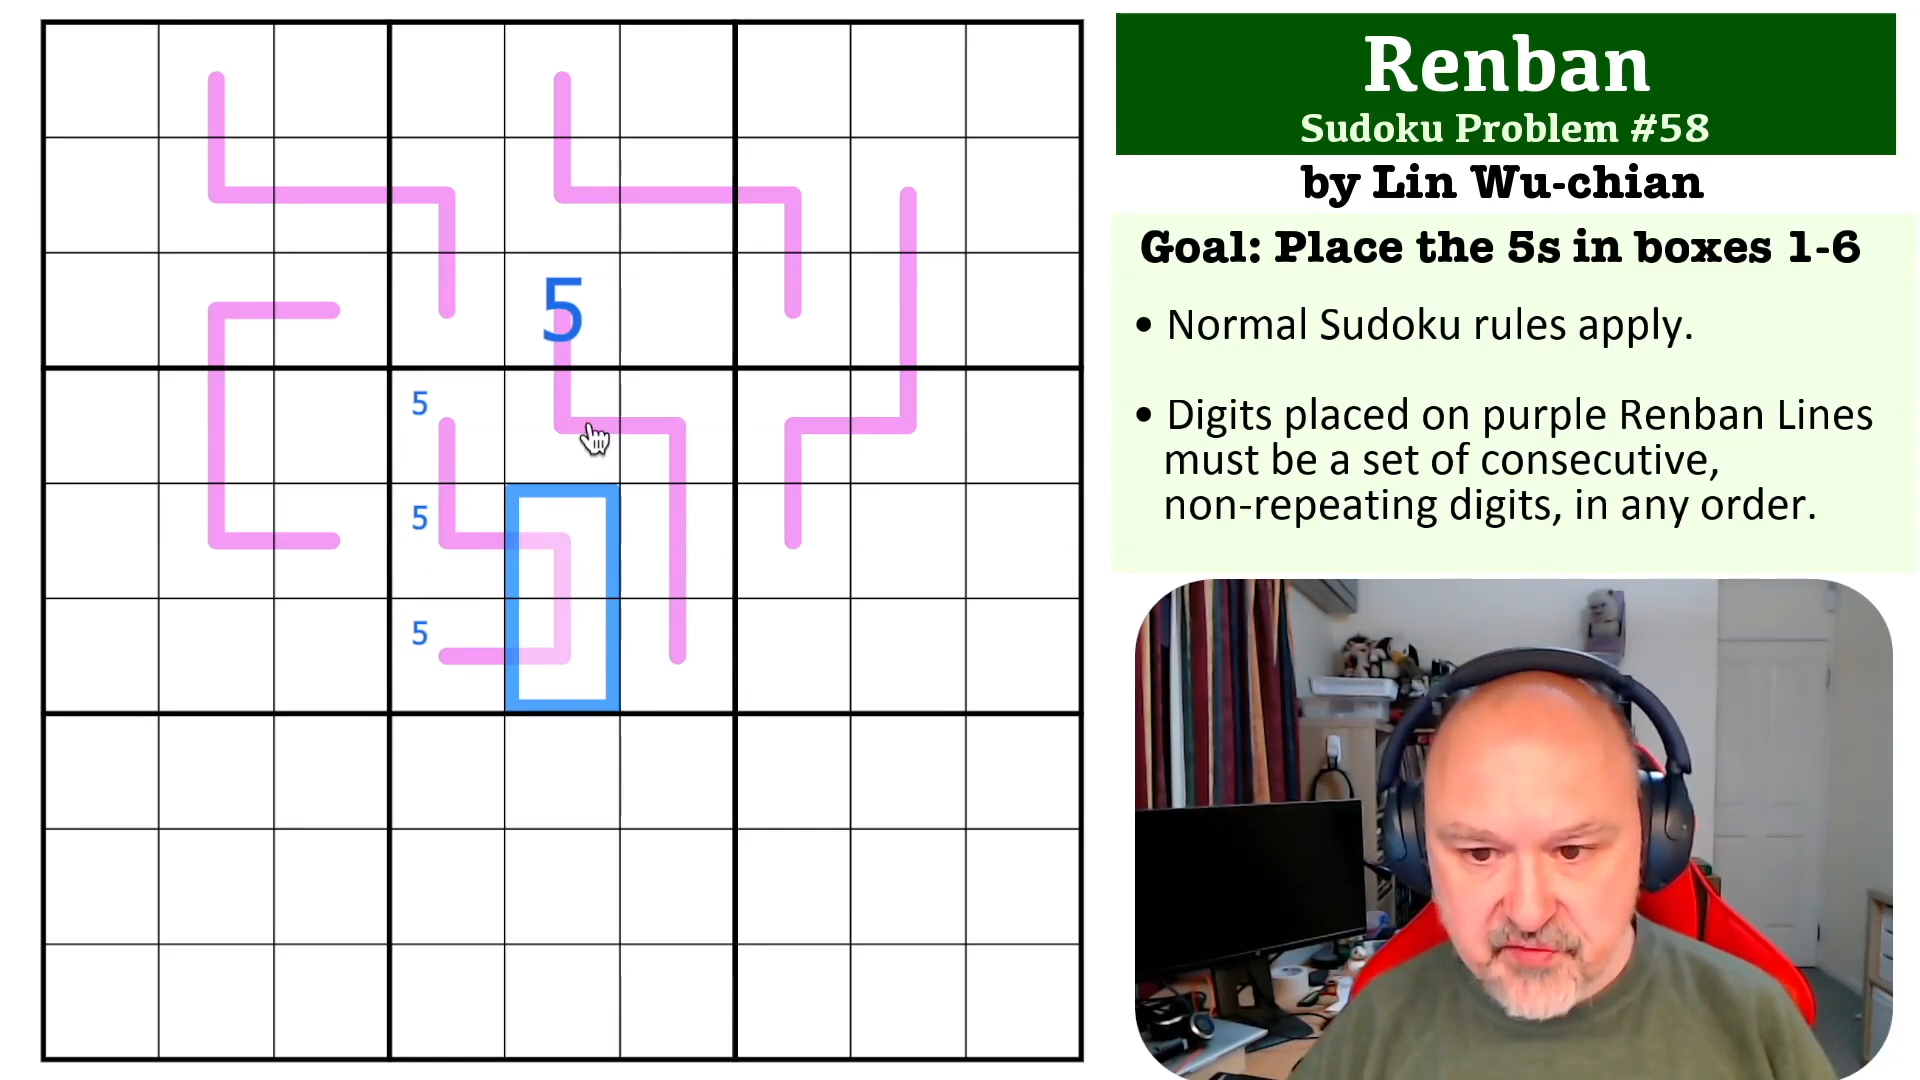 Renban
Sudoku Problem #58
by Lin Wu-chian
Goal: Place the 5s in boxes 1-6
• Normal Sudoku rules apply.
• Digits placed on purple Renban Lines
must be a set of consecutive,
non-repeating digits, in any order.
5
5
5
5